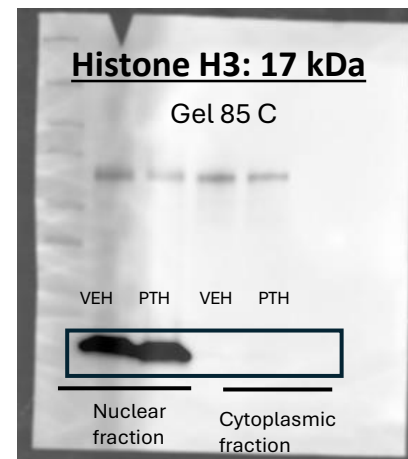 Histone H3: 17 kDa
Gel 85 C
VEH PTH VEH PTH
Nuclear
fraction
Cytoplasmic
fraction